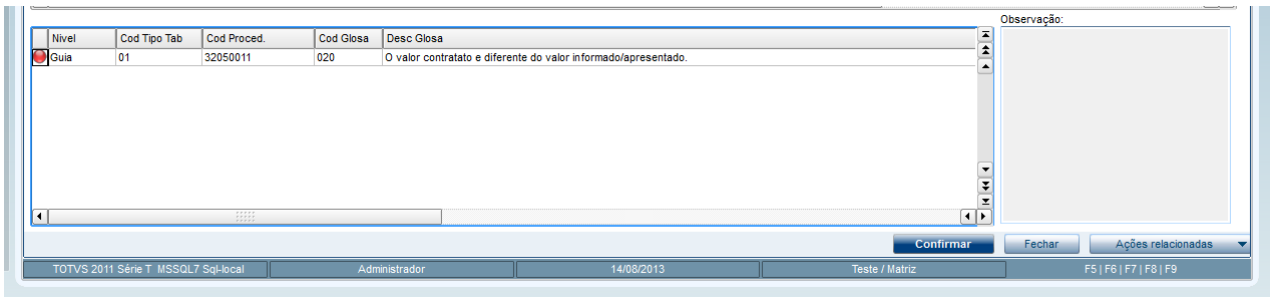 Observação:
Nivel Cod Tipo Tab Cod Proced. Cod Glosa Desc Glosa
Guia 01 32050011 020 O valor contratato e diferente do valor informado/apresentado.
Confirmar Fechar Ações relacionadas
TOTVS 2011 Série T MSSQL7 Sql-local Administrador 14/08/2013 Teste / Matriz F5 | F6 | F7 | F8 | F9